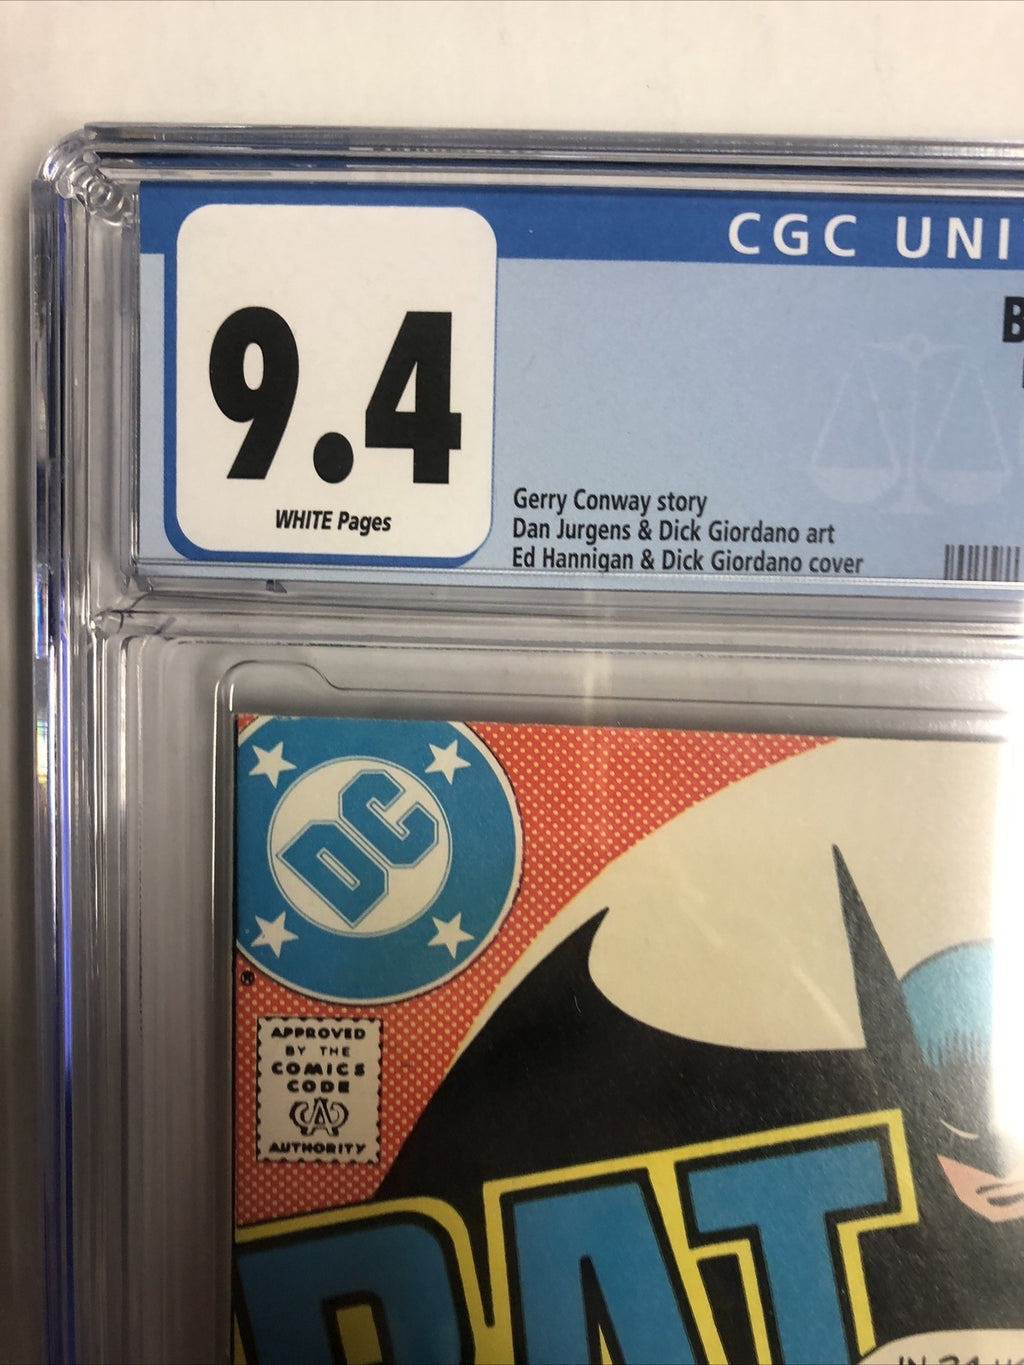 CGC UNI
9.4
WHITE Pages
B
Gerry Conway story
Dan Jurgens & Dick Giordano art
Ed Hannigan & Dick Giordano cover
DC
®
APPROVED
BY THE
COMICS
CODE
A
AUTHORITY
BAT